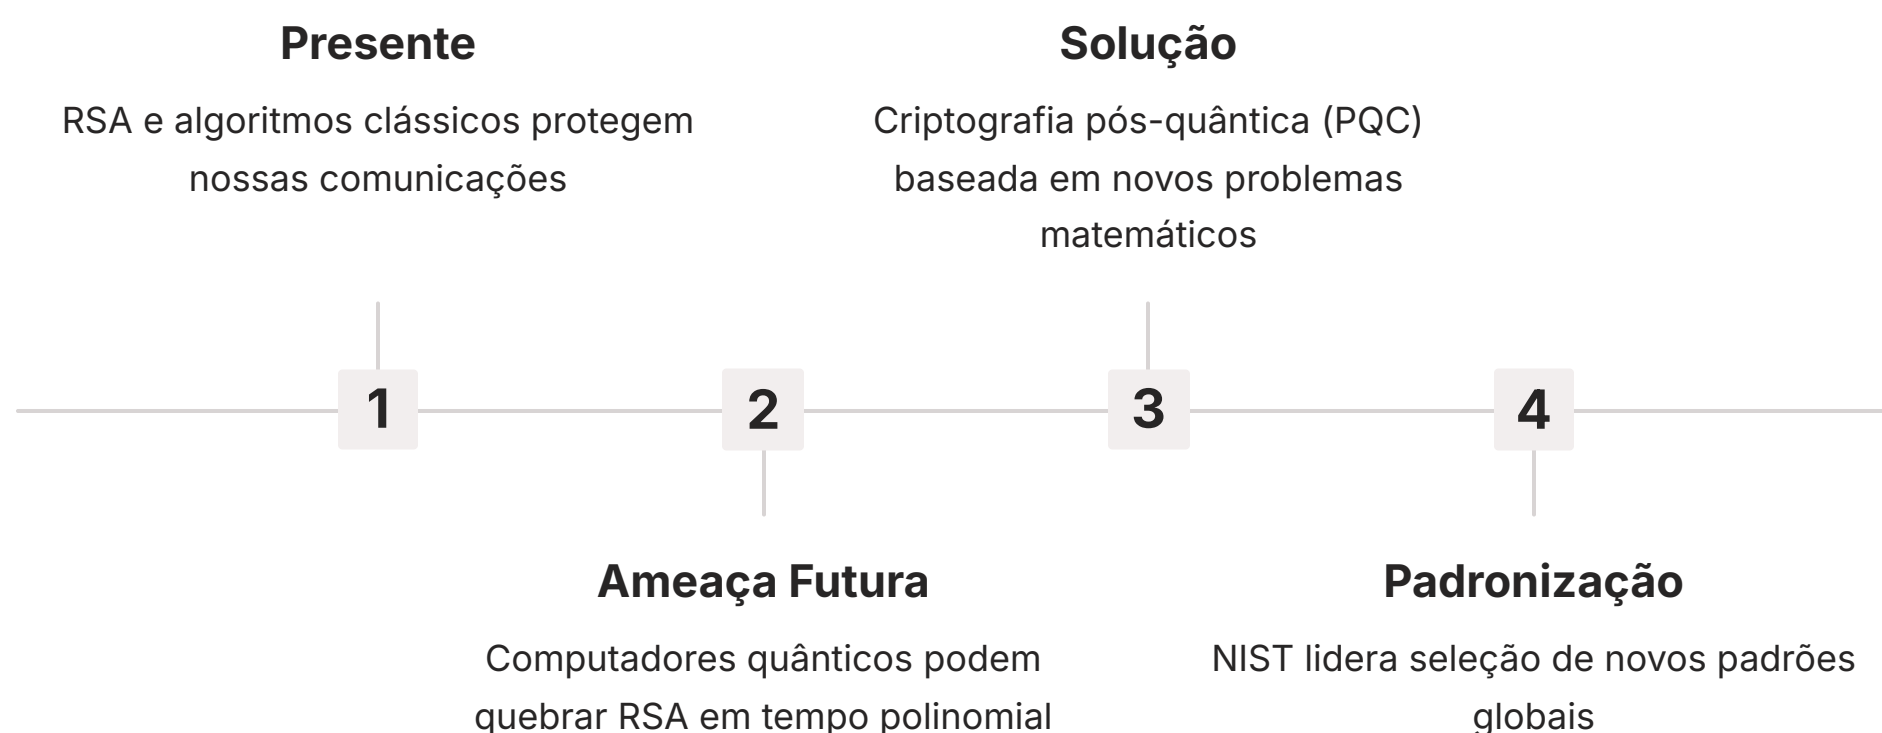 Presente
RSA e algoritmos clássicos protegem
nossas comunicações
Solução
Criptografia pós-quântica (PQC)
baseada em novos problemas
matemáticos
1
2
3
4
Ameaça Futura
Computadores quânticos podem
quebrar RSA em tempo polinomial
Padronização
NIST lidera seleção de novos padrões
globais